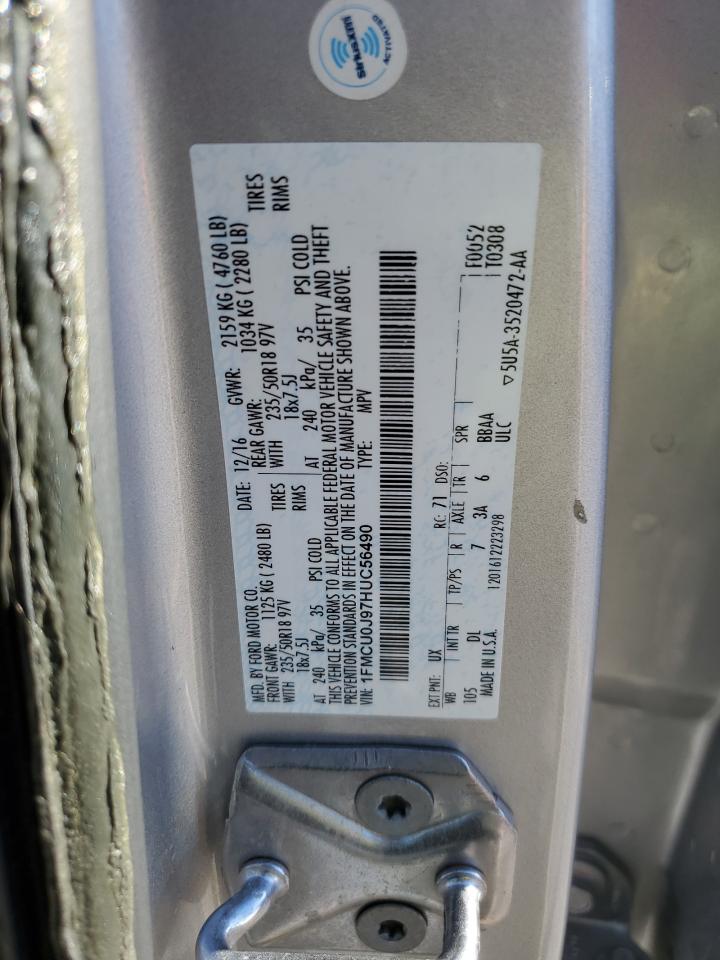 siriusxm
ACTIVATED
MFD. BY FORD MOTOR CO.
DATE: 12/16 GVWR: 2159 KG ( 4760 LB)
FRONT GAWR: 1125 KG ( 2480 LB)
REAR GAWR: 1034 KG ( 2280 LB)
WITH 235/50R18 97V TIRES
WITH 235/50R18 97V TIRES
18x7.5J RIMS
18x7.5J RIMS
AT 240 kPa/ 35 PSI COLD
AT 240 kPa/ 35 PSI COLD
THIS VEHICLE CONFORMS TO ALL APPLICABLE FEDERAL MOTOR VEHICLE SAFETY AND THEFT
PREVENTION STANDARDS IN EFFECT ON THE DATE OF MANUFACTURE SHOWN ABOVE.
VIN: 1FMCU0J97HUC56490 TYPE: MPV
EXT PNT: UX RC: 71 DSO: F0052
WB INT TR TP/PS R AXLE TR SPR T0308
105 DL 7 3A 6 BBAA
MADE IN U.S.A. 1201612223298 ULC
▽5U5A-3520472-AA